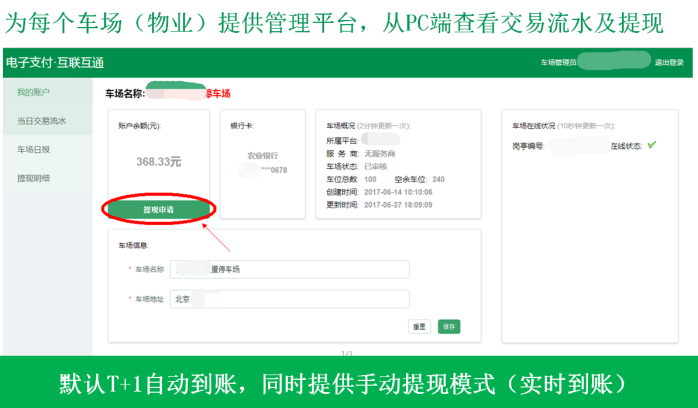 为每个车场（物业）提供管理平台，从PC端查看交易流水及提现
电子支付·互联互通
车场管理员
退出登录
我的账户
当日交易流水
车场日报
提现明细
车场名称:
停车场
账户余额(元):
368.33元
提现申请
银行卡:
农业银行
****0678
车场概况 (2分钟更新一次):
所属平台:
服 务 商: 无服务商
车场状态: 已审核
车位总数: 100 空余车位: 240
创建时间: 2017-06-14 10:10:06
更新时间: 2017-06-27 18:09:09
车场在线状况 (10秒钟更新一次):
岗亭编号:
在线状态: ✔
车场信息:
* 车场名称
厦停车场
* 车场地址
北京
重置
保存
1/3
默认T+1自动到账，同时提供手动提现模式（实时到账）